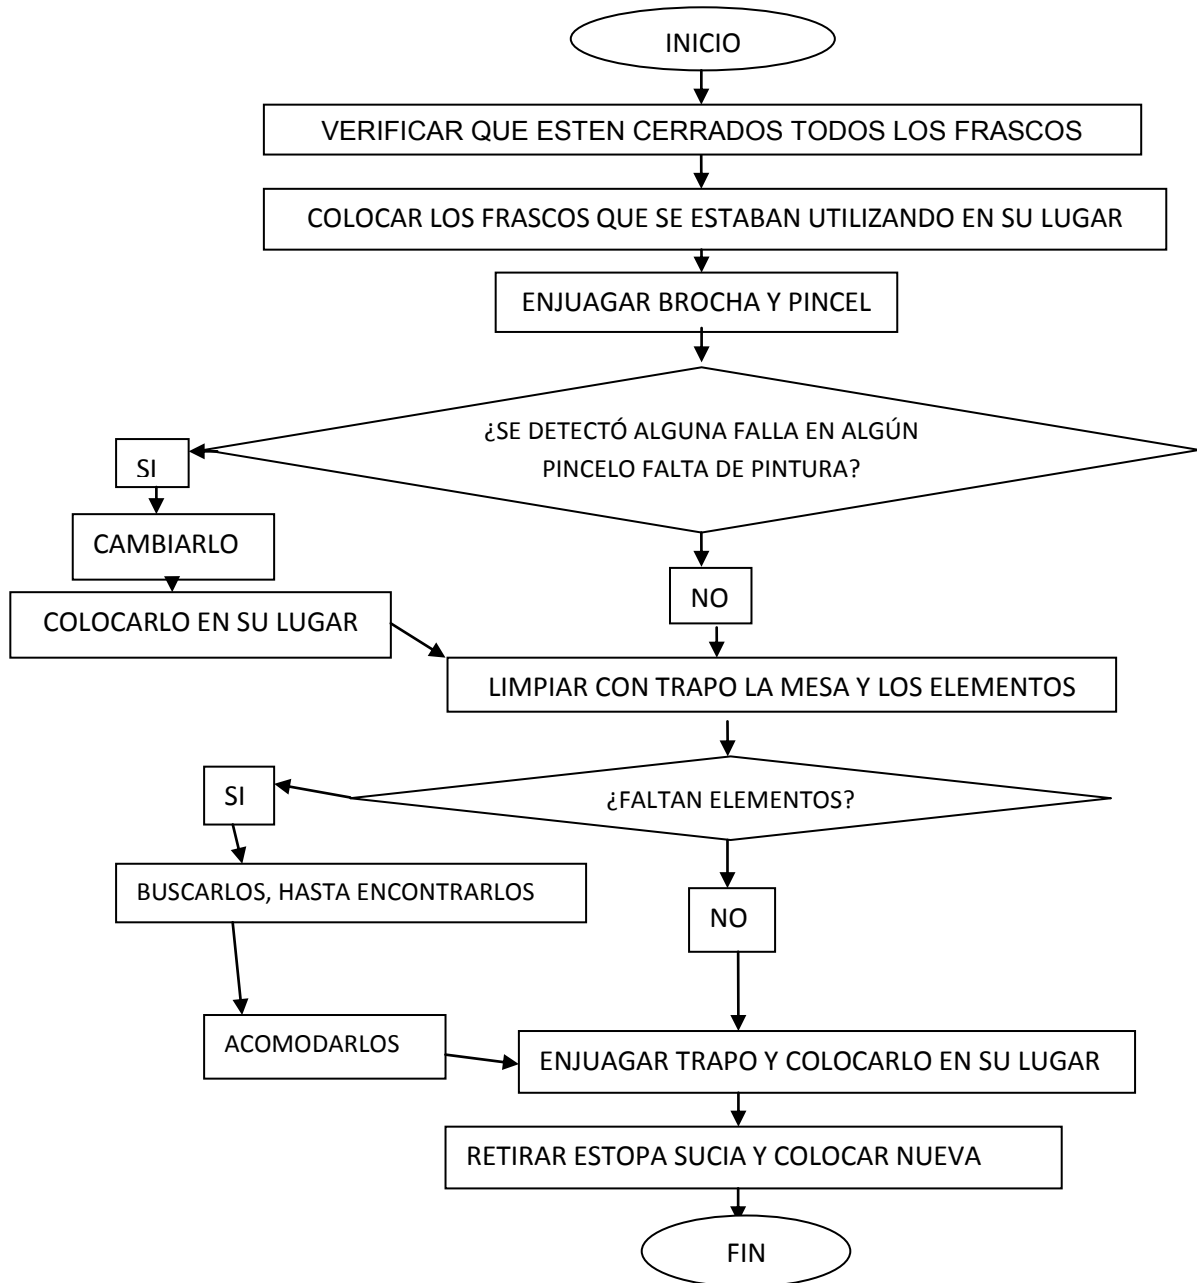 INICIO
VERIFICAR QUE ESTEN CERRADOS TODOS LOS FRASCOS
COLOCAR LOS FRASCOS QUE SE ESTABAN UTILIZANDO EN SU LUGAR
ENJUAGAR BROCHA Y PINCEL
¿SE DETECTÓ ALGUNA FALLA EN ALGÚN
PINCELO FALTA DE PINTURA?
SI
CAMBIARLO
COLOCARLO EN SU LUGAR
NO
LIMPIAR CON TRAPO LA MESA Y LOS ELEMENTOS
¿FALTAN ELEMENTOS?
SI
BUSCARLOS, HASTA ENCONTRARLOS
NO
ACOMODARLOS
ENJUAGAR TRAPO Y COLOCARLO EN SU LUGAR
RETIRAR ESTOPA SUCIA Y COLOCAR NUEVA
FIN